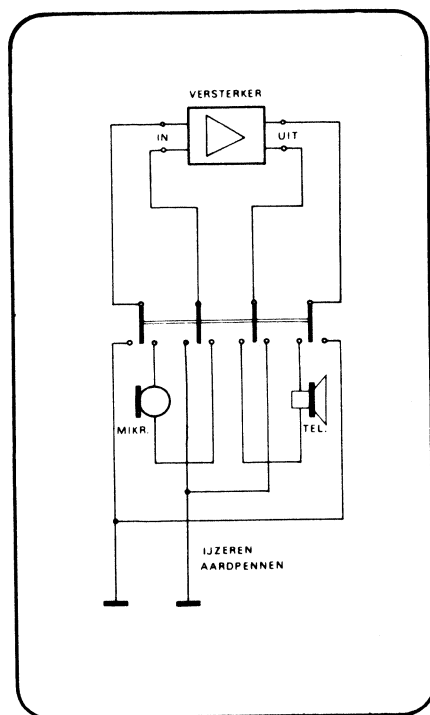 VERSTERKER
IN
UIT
MIKR.
TEL.
IJZEREN
AARDPENNEN